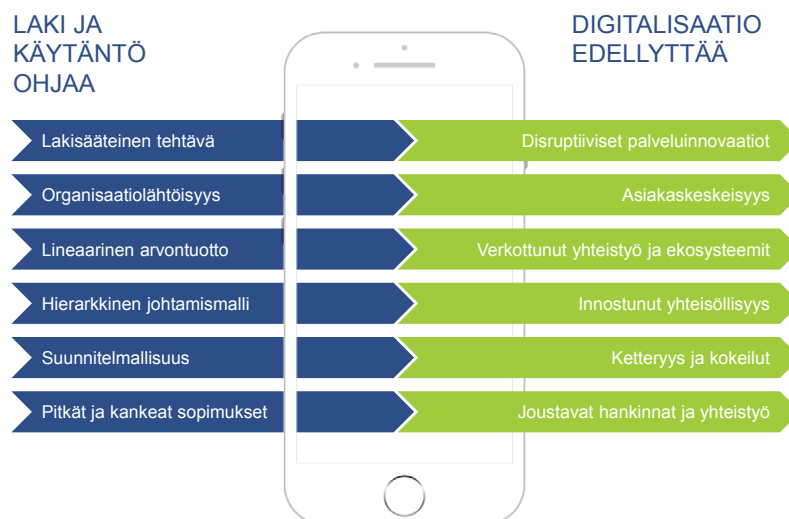 LAKI JA
KÄYTÄNTÖ
OHJAA
DIGITALISAATIO
EDELLYTTÄÄ
Lakisääteinen tehtävä
Disruptiiviset palveluinnovaatiot
Organisaatiolähtöisyys
Asiakaskeskeisyys
Lineaarinen arvontuotto
Verkottunut yhteistyö ja ekosysteemit
Hierarkkinen johtamismalli
Innostunut yhteisöllisyys
Suunnitelmallisuus
Ketteryys ja kokeilut
Pitkät ja kankeat sopimukset
Joustavat hankinnat ja yhteistyö